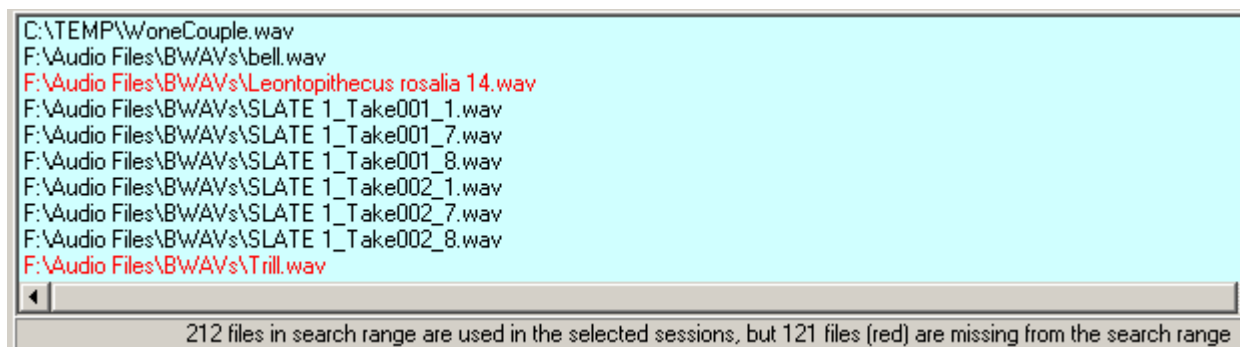 C:\TEMP\WoneCouple.wav
F:\Audio Files\BWAVs\bell.wav
F:\Audio Files\BWAVs\Leontopithecus rosalia 14.wav
F:\Audio Files\BWAVs\SLATE 1_Take001_1.wav
F:\Audio Files\BWAVs\SLATE 1_Take001_7.wav
F:\Audio Files\BWAVs\SLATE 1_Take001_8.wav
F:\Audio Files\BWAVs\SLATE 1_Take002_1.wav
F:\Audio Files\BWAVs\SLATE 1_Take002_7.wav
F:\Audio Files\BWAVs\SLATE 1_Take002_8.wav
F:\Audio Files\BWAVs\Trill.wav
212 files in search range are used in the selected sessions, but 121 files (red) are missing from the search range